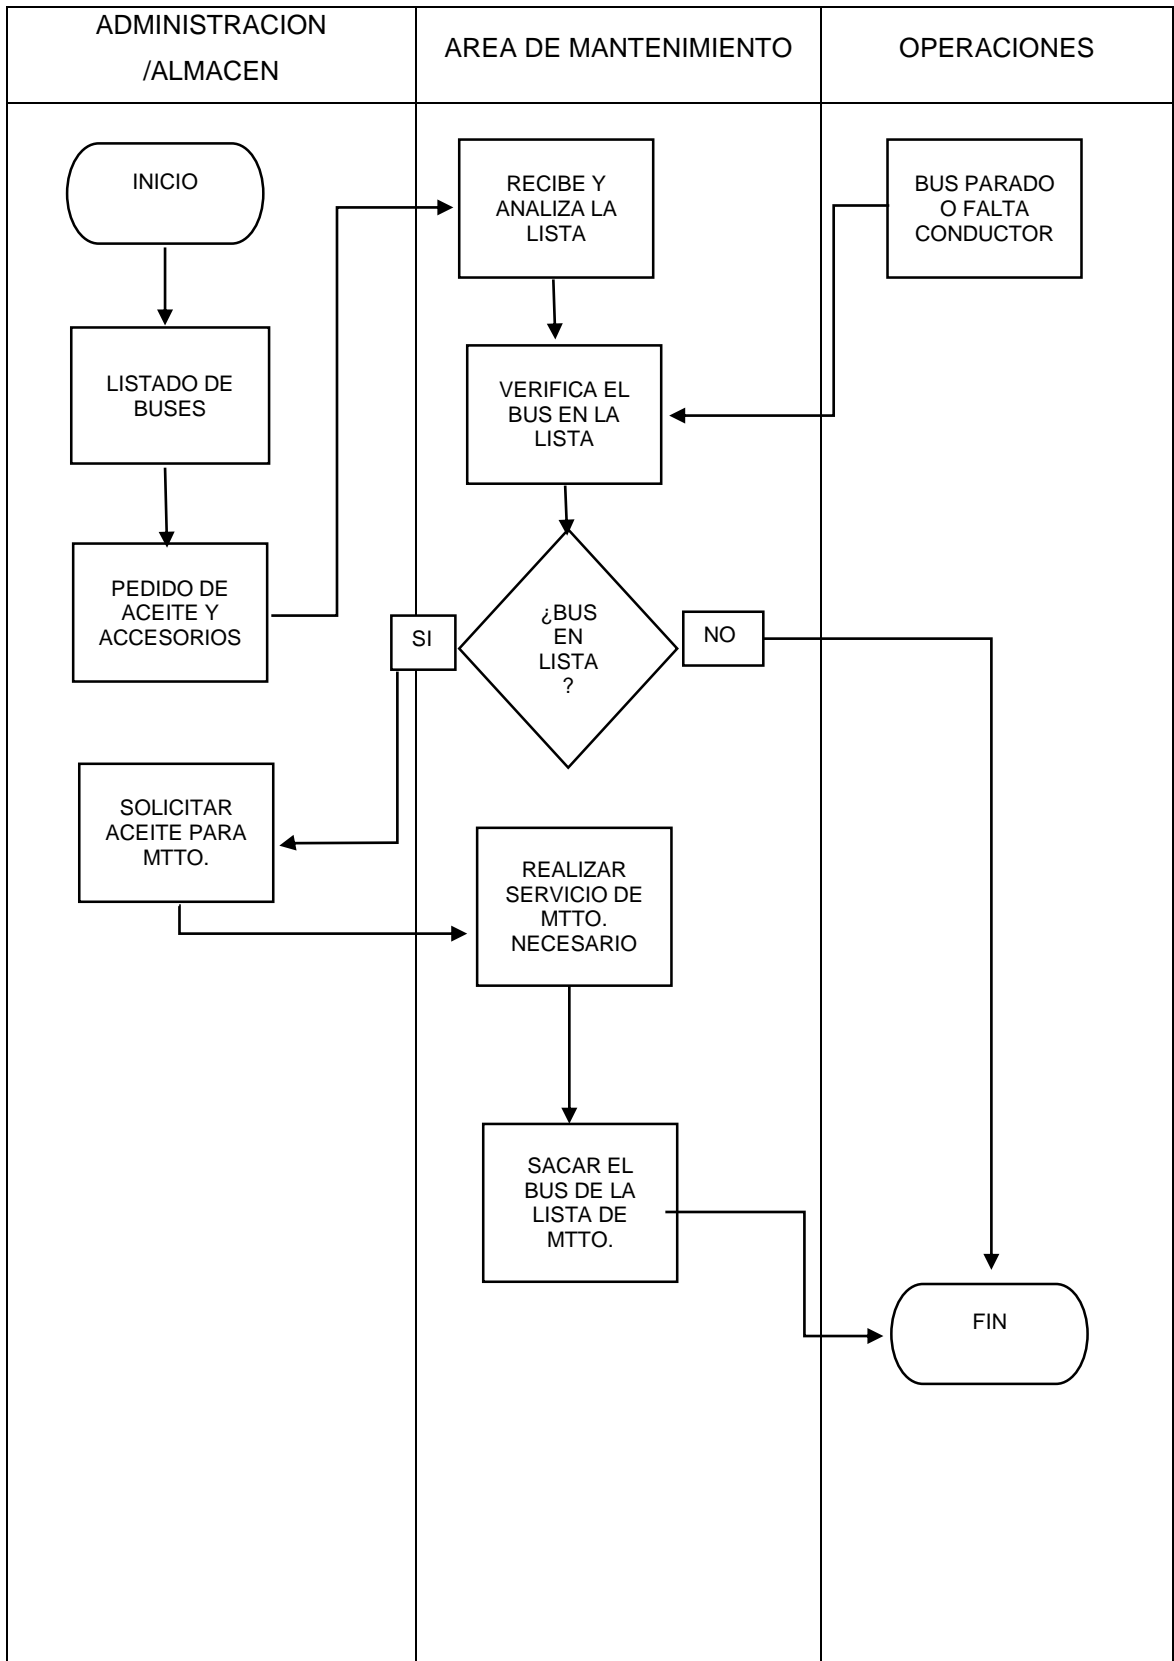 ADMINISTRACION
/ALMACEN
AREA DE MANTENIMIENTO
OPERACIONES
INICIO
RECIBE Y
ANALIZA LA
LISTA
BUS PARADO
O FALTA
CONDUCTOR
LISTADO DE
BUSES
VERIFICA EL
BUS EN LA
LISTA
PEDIDO DE
ACEITE Y
ACCESORIOS
SI
¿BUS
EN
LISTA
?
NO
SOLICITAR
ACEITE PARA
MTTO.
REALIZAR
SERVICIO DE
MTTO.
NECESARIO
SACAR EL
BUS DE LA
LISTA DE
MTTO.
FIN